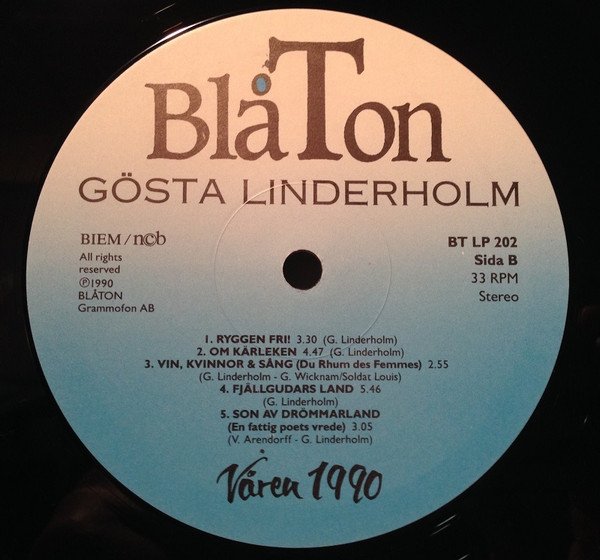 BlåTon
GÖSTA LINDERHOLM
BIEM / ncb
All rights
reserved
℗1990
BLÅTON
Grammofon AB
BT LP 202
Sida B
33 RPM
Stereo
1. RYGGEN FRI! 3.30 (G. Linderholm)
2. OM KÄRLEKEN 4.47 (G. Linderholm)
3. VIN, KVINNOR & SÅNG (Du Rhum des Femmes) 2.55
(G. Linderholm - G. Wicknam/Soldat Louis)
4. FJÄLLGUDARS LAND 5.46
(G. Linderholm)
5. SON AV DRÖMMARLAND
(En fattig poets vrede) 3.05
(V. Arendorff - G. Linderholm)
Våren 1990